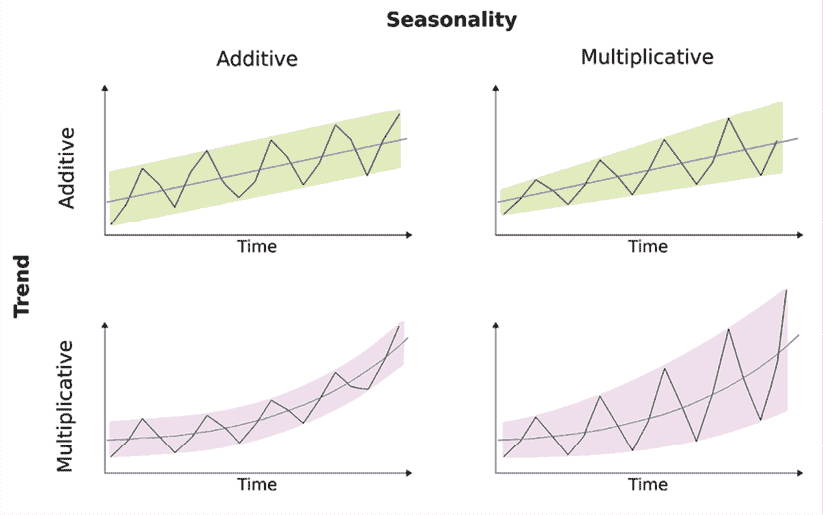 Seasonality
Additive
Multiplicative
Trend
Additive
Time
Time
Multiplicative
Time
Time